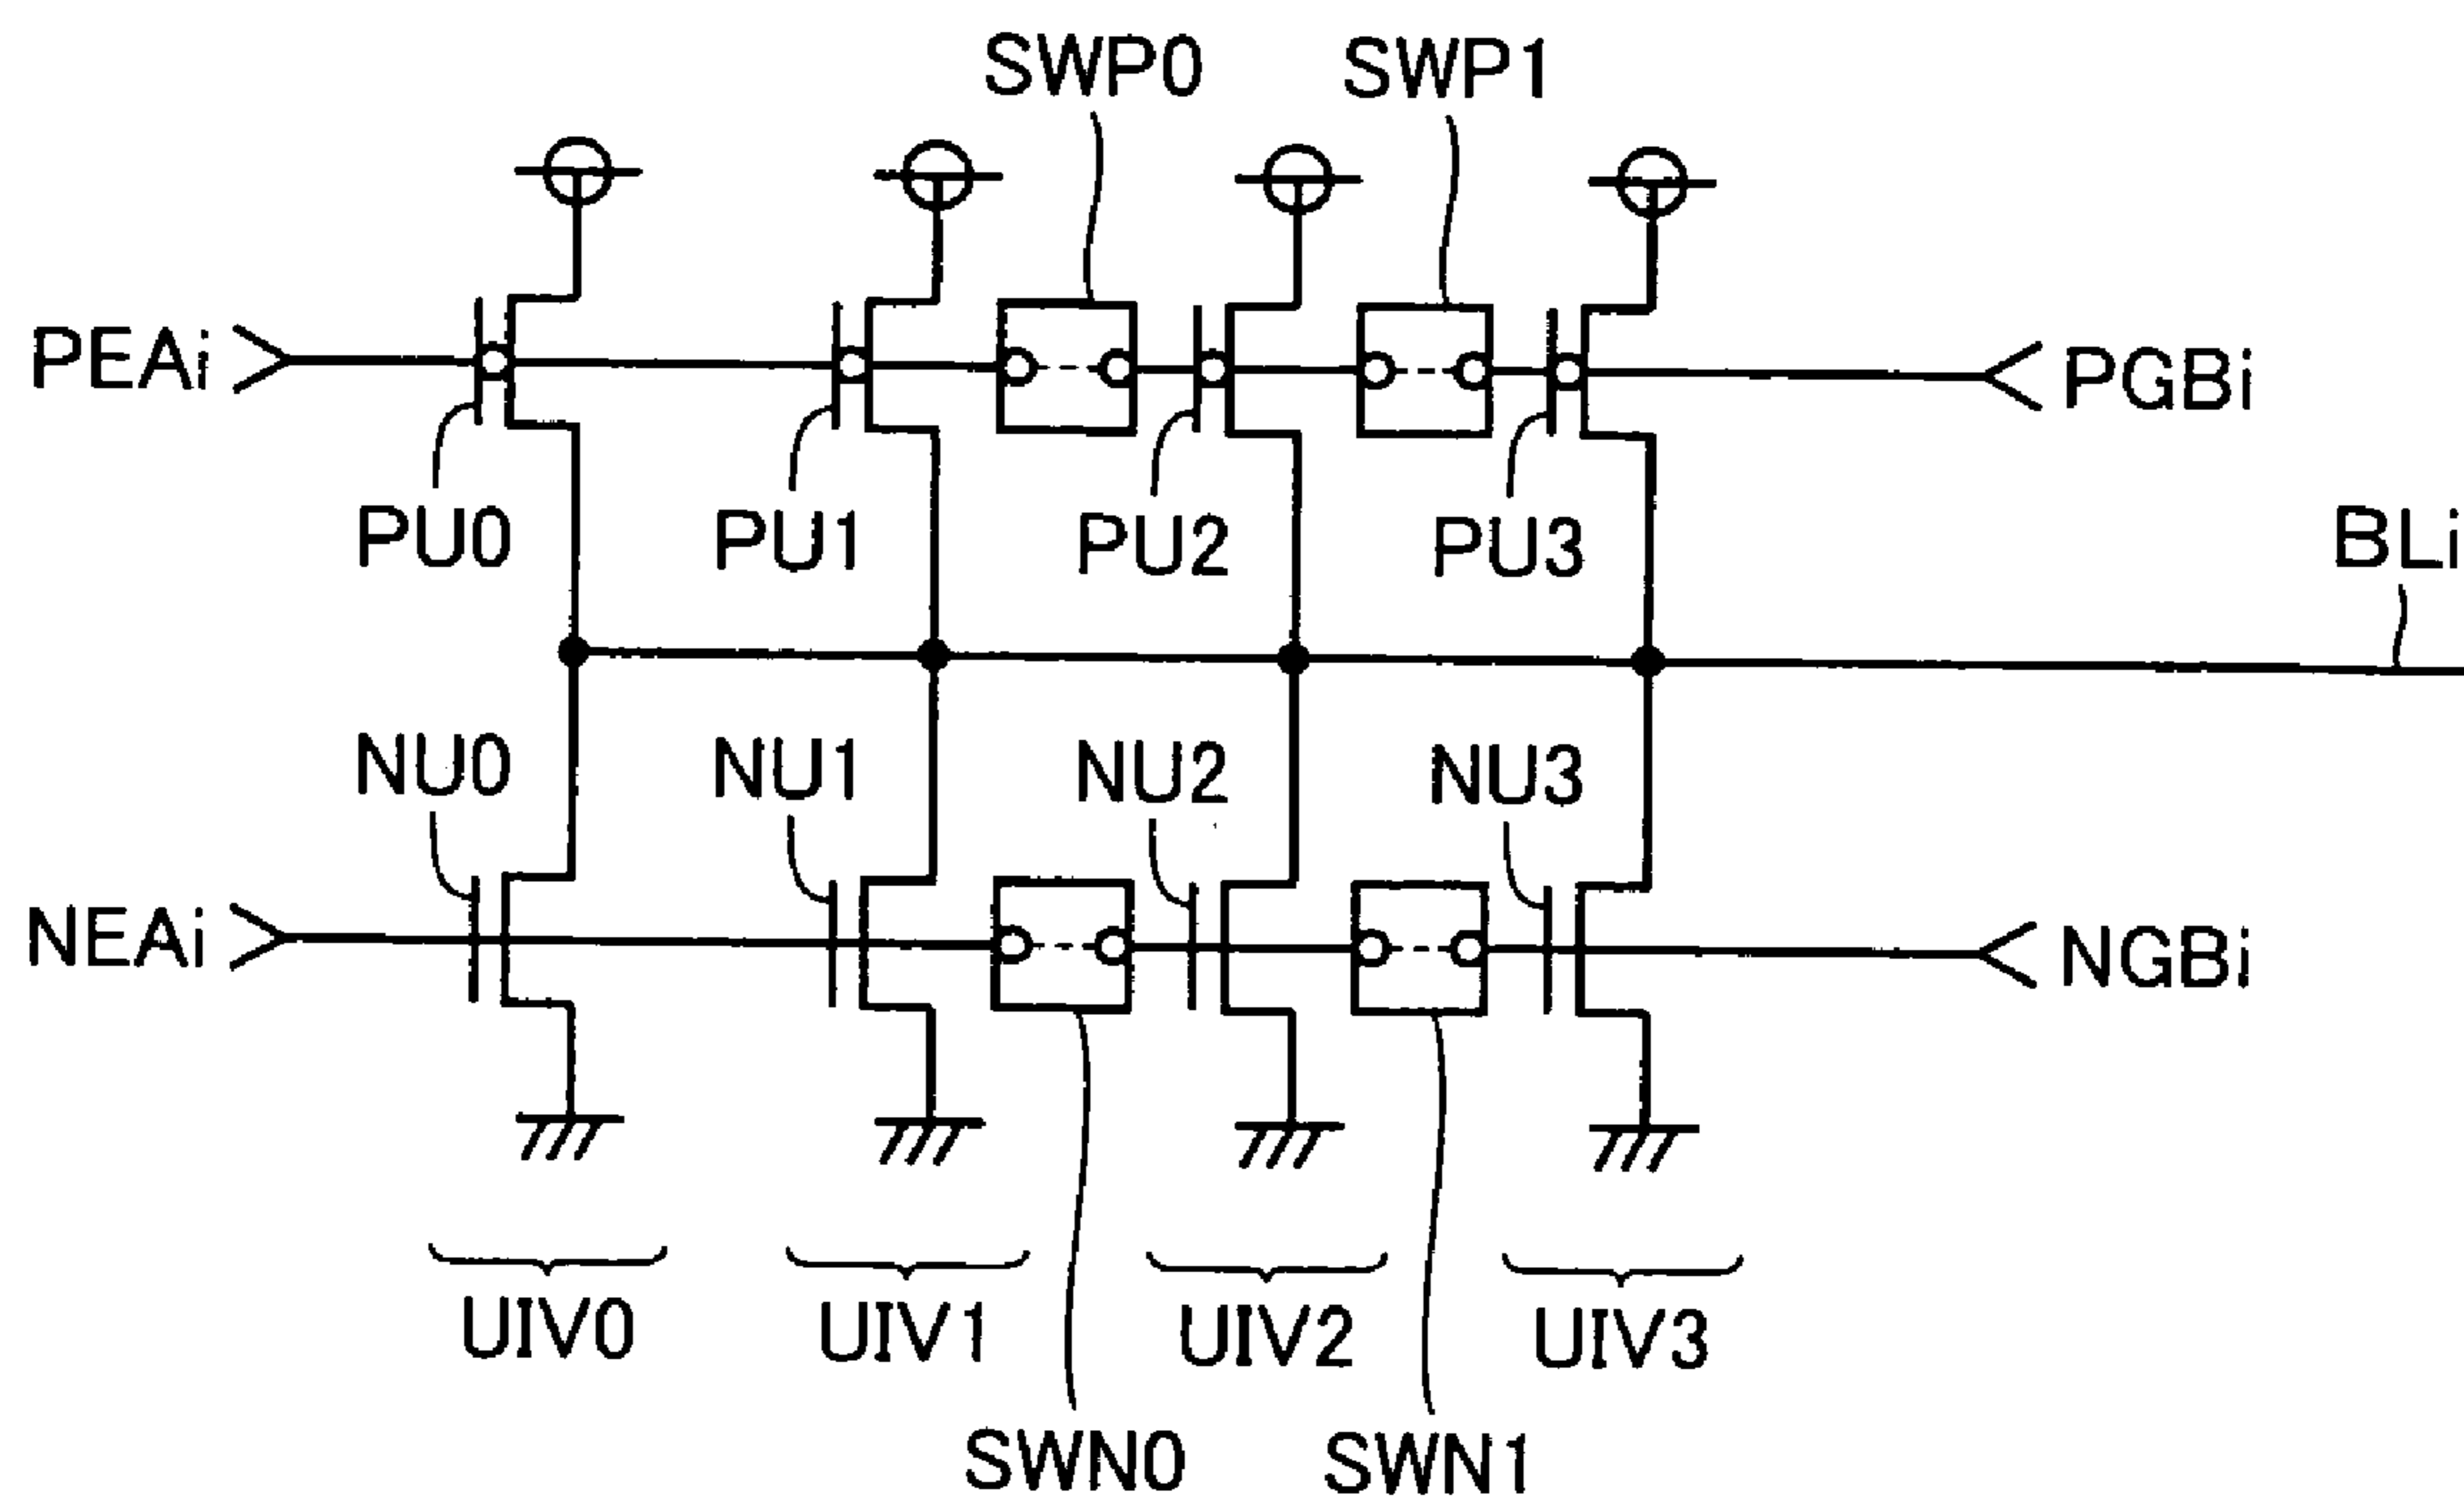 SWP0 SWP1
PEAi PGBi
PU0 PU1 PU2 PU3 BLi
NU0 NU1 NU2 NU3
NEAi NGBi
UIV0 UIV1 UIV2 UIV3
SWN0 SWN1